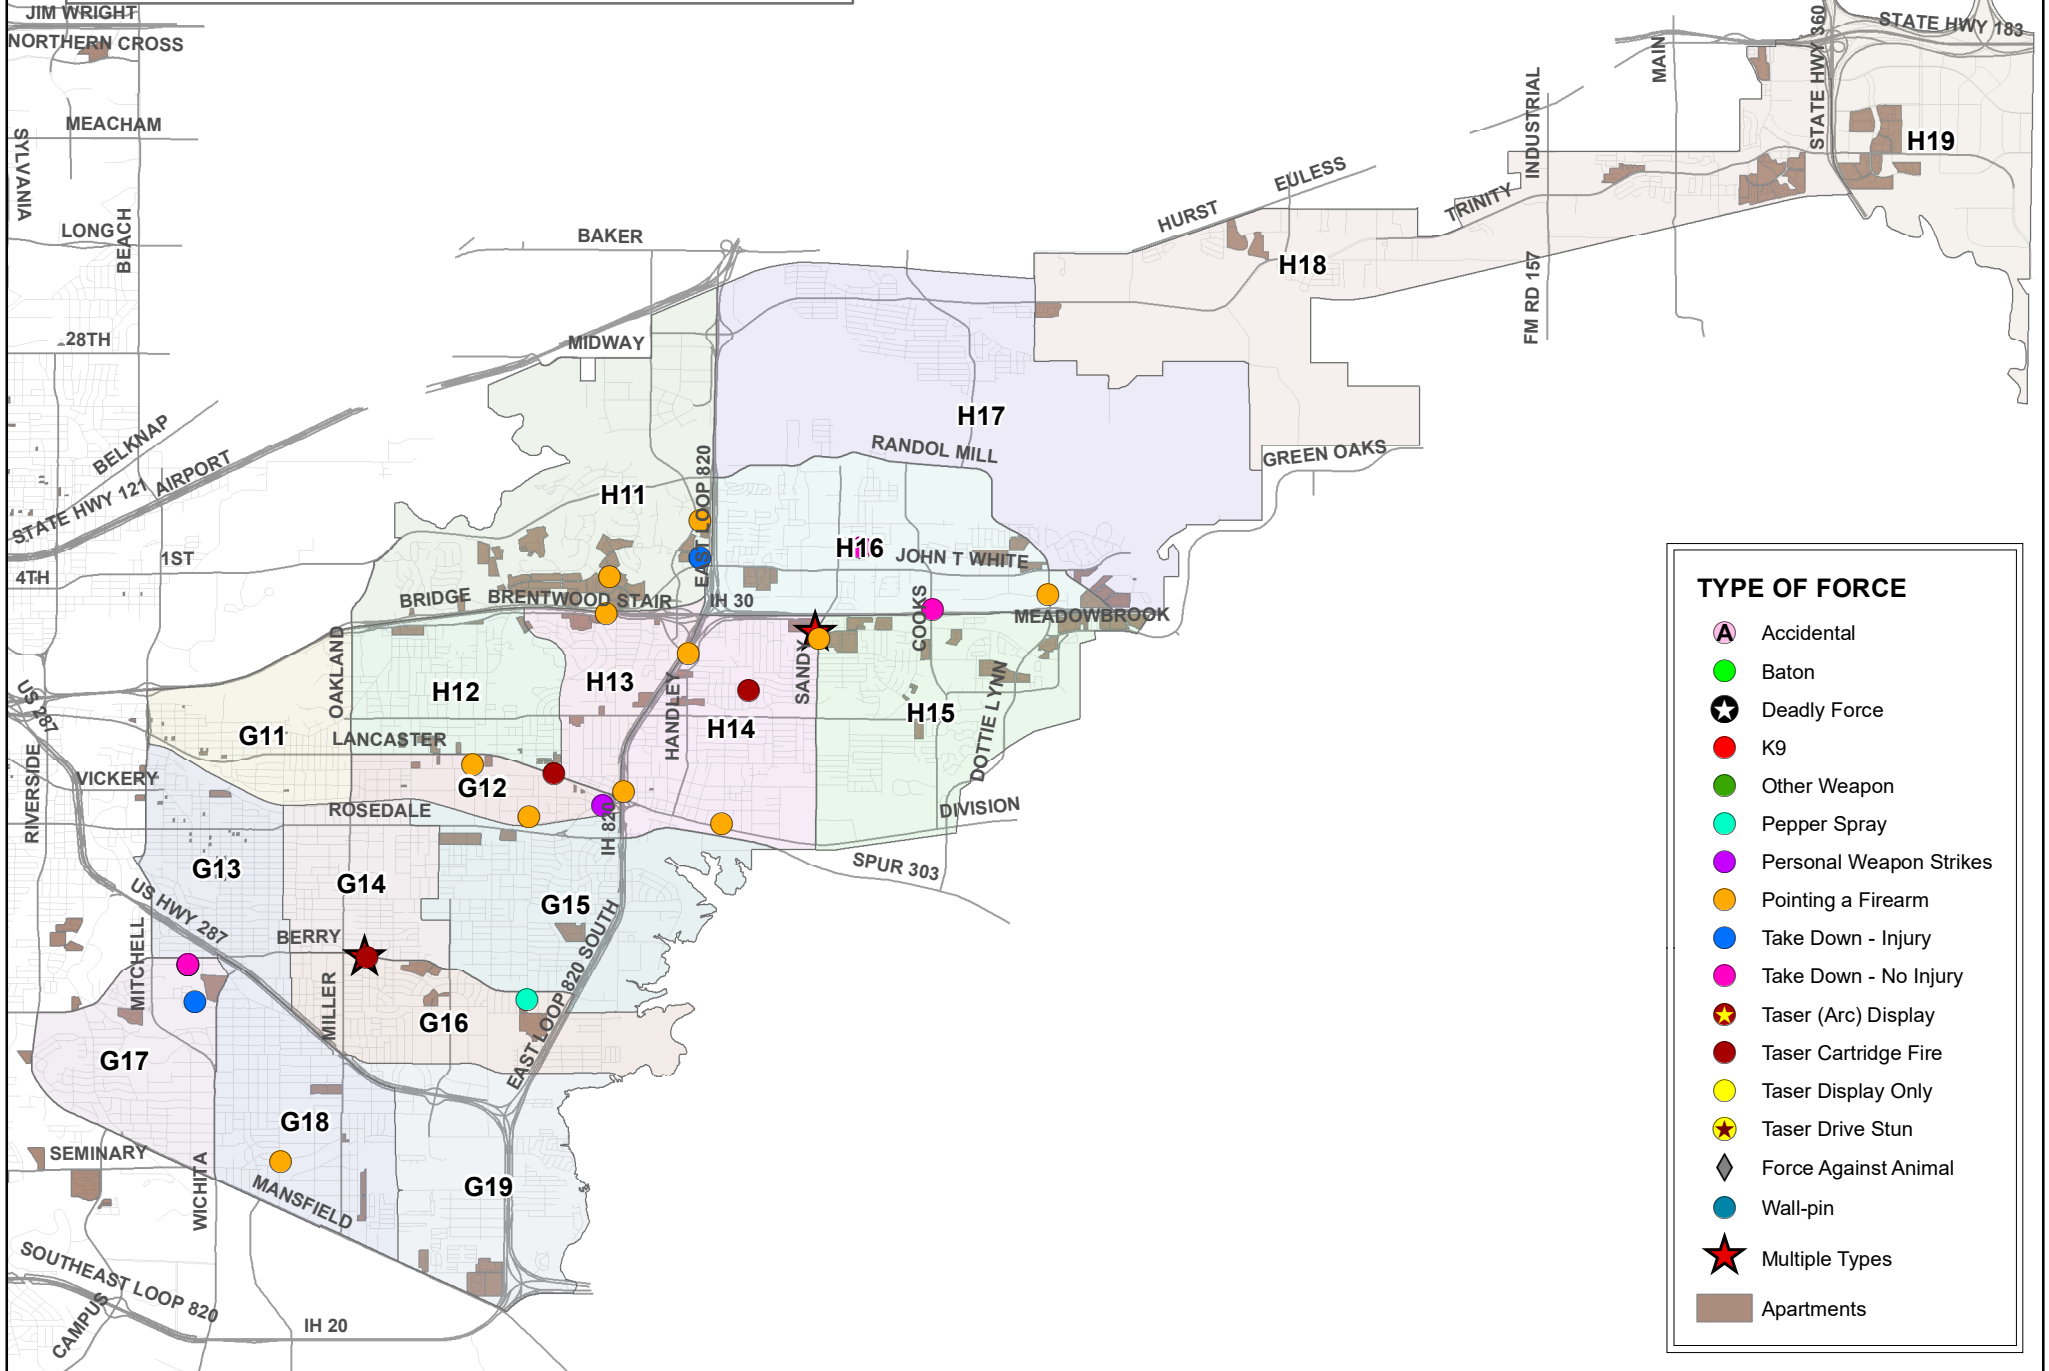 JIM WRIGHT
NORTHERN CROSS
STATE HWY 360
STATE HWY 183
MAIN
MEACHAM
SYLVANIA
INDUSTRIAL
H19
EULESS
HURST
TRINITY
LONG
BEACH
BAKER
H18
FM RD 157
28TH
MIDWAY
H17
BELKNAP
RANDOL MILL
GREEN OAKS
AIRPORT
STATE HWY 121
EAST LOOP 820
H11
1ST
4TH
H16
JOHN T WHITE
BRIDGE
BRENTWOOD STAIR
IH 30
COOKS
MEADOWBROOK
OAKLAND
SANDY
H13
H12
US 287
HANDLEY
H14
H15
DOTTIE LYNN
G11
LANCASTER
RIVERSIDE
VICKERY
G12
ROSEDALE
IH 820
DIVISION
SPUR 303
G13
G14
US HWY 287
G15
MITCHELL
BERRY
MILLER
EAST LOOP 820 SOUTH
G16
G17
G18
SEMINARY
WICHITA
MANSFIELD
G19
SOUTHEAST LOOP 820
CAMPUS
IH 20
TYPE OF FORCE
A Accidental
Baton
Deadly Force
K9
Other Weapon
Pepper Spray
Personal Weapon Strikes
Pointing a Firearm
Take Down - Injury
Take Down - No Injury
Taser (Arc) Display
Taser Cartridge Fire
Taser Display Only
Taser Drive Stun
Force Against Animal
Wall-pin
Multiple Types
Apartments